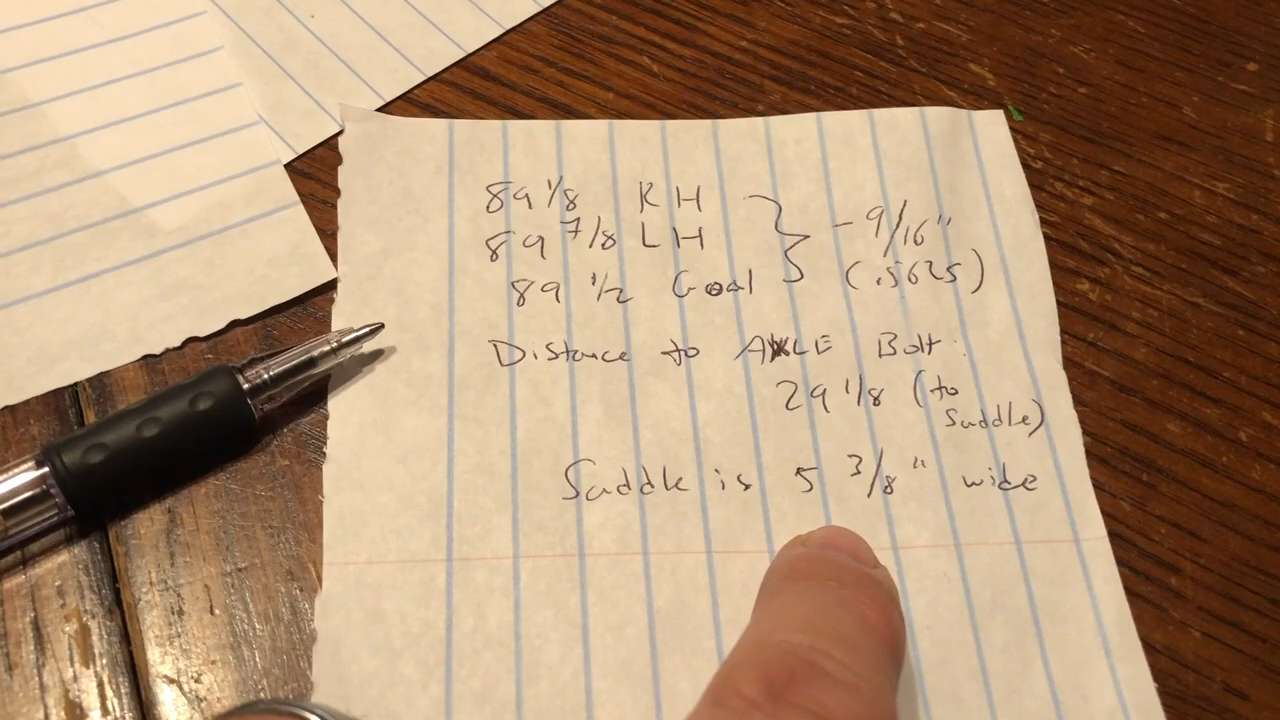 89 1/8 RH
89 7/8 LH
89 1/2 Goal
} - 9/16"
(.5625)
Distance to AXLE Bolt:
29 1/8 (to
Saddle)
Saddle is 5 3/8" wide